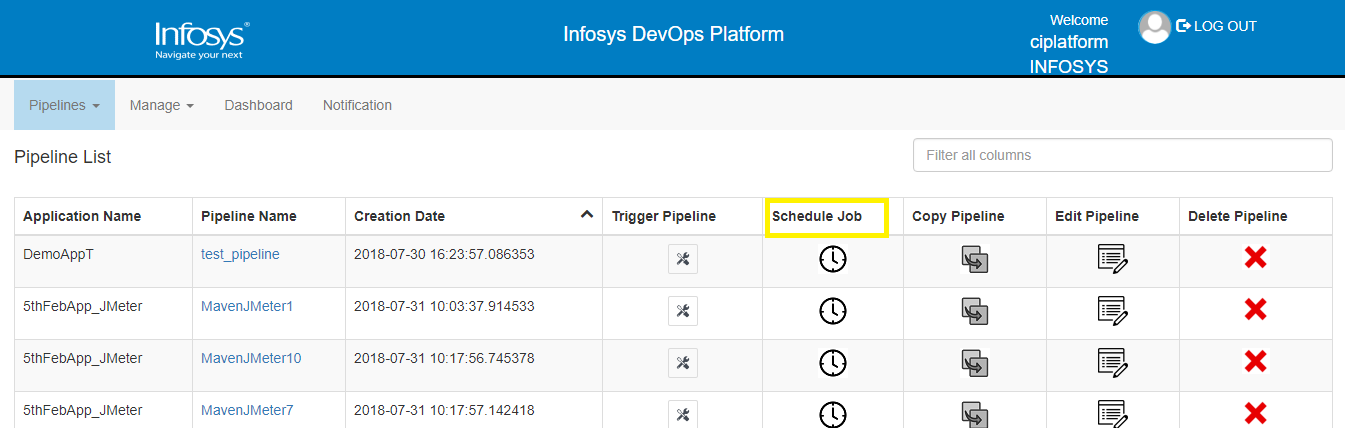 Infosys®
Navigate your next
Infosys DevOps Platform
Welcome
ciplatform
INFOSYS
LOG OUT
Pipelines Manage Dashboard Notification
Pipeline List
Filter all columns
Application Name Pipeline Name Creation Date Trigger Pipeline Schedule Job Copy Pipeline Edit Pipeline Delete Pipeline
DemoAppT test_pipeline 2018-07-30 16:23:57.086353
5thFebApp_JMeter MavenJMeter1 2018-07-31 10:03:37.914533
5thFebApp_JMeter MavenJMeter10 2018-07-31 10:17:56.745378
5thFebApp_JMeter MavenJMeter7 2018-07-31 10:17:57.142418